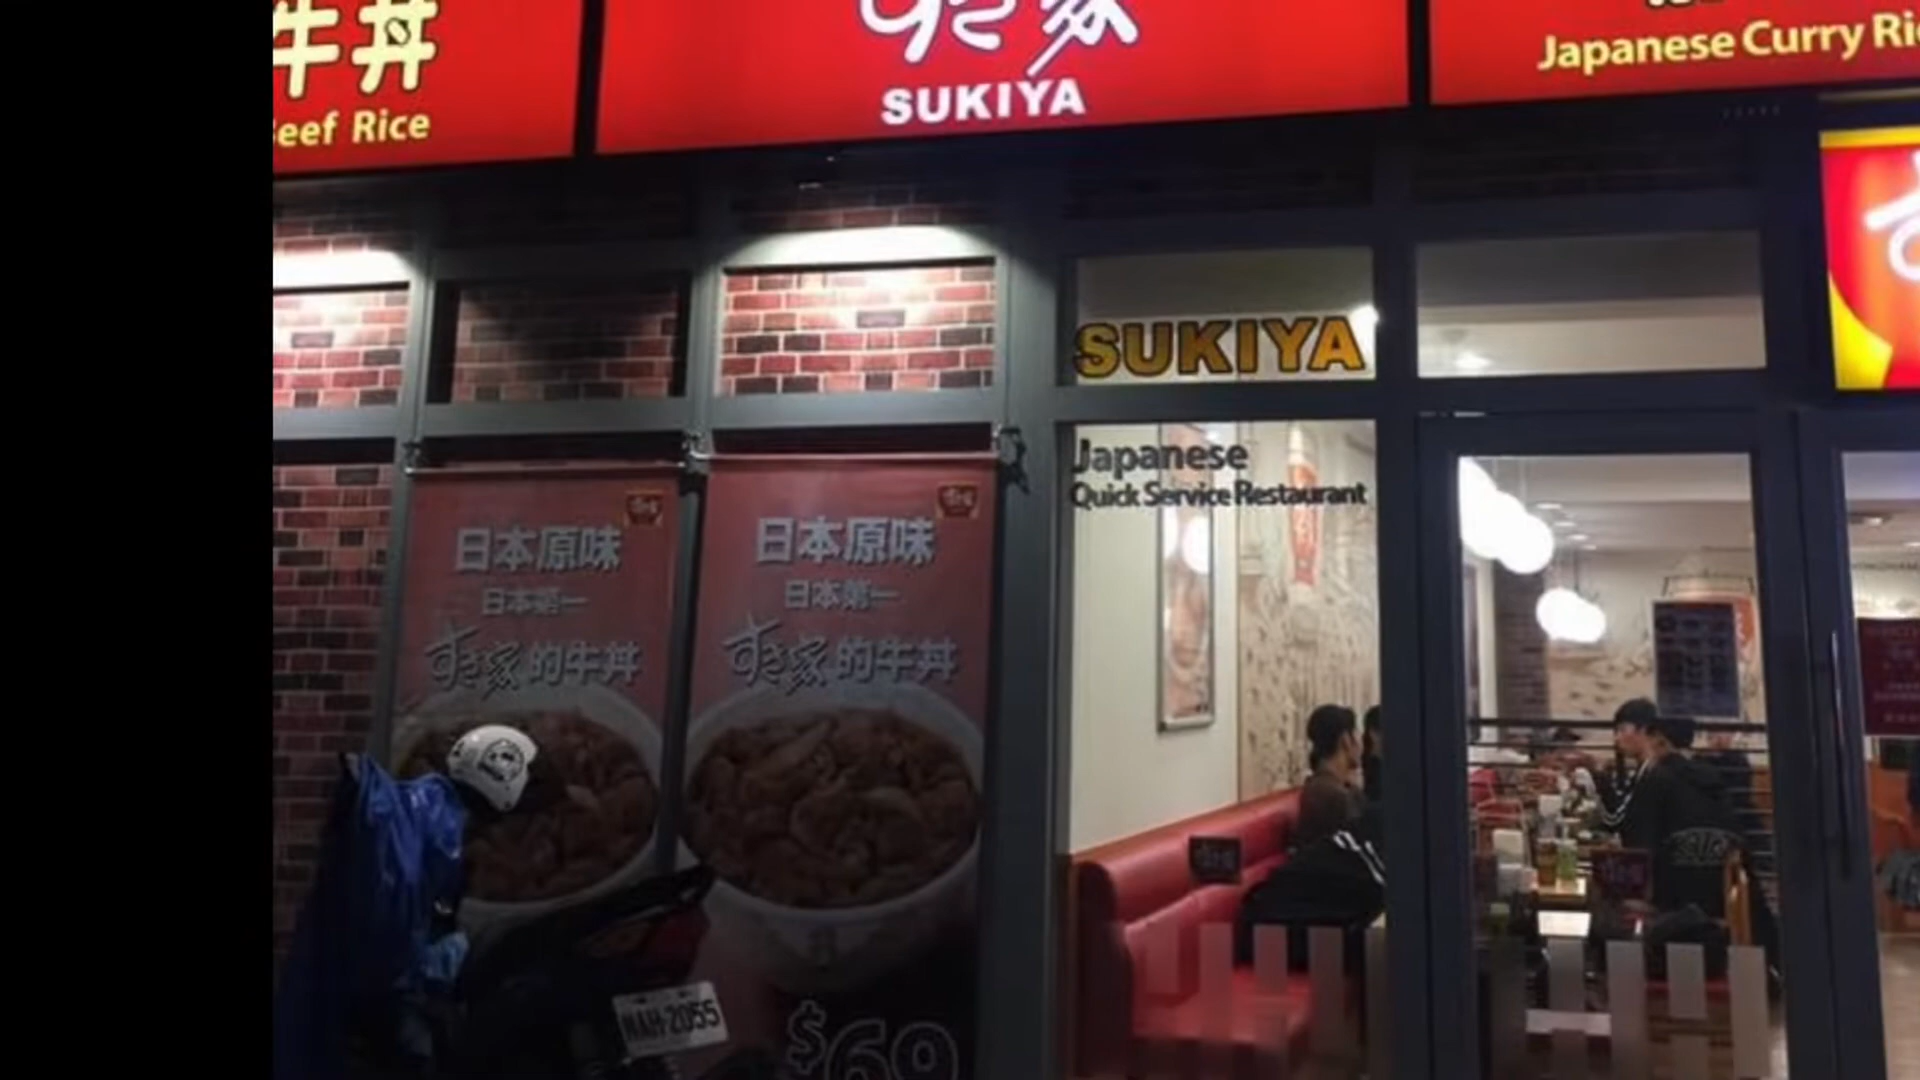 牛丼
Beef Rice
すき家
SUKIYA
Japanese Curry Ri
SUKIYA
Japanese
Quick Service Restaurant
日本原味
日本第一
すき家的牛丼
日本原味
日本第一
すき家的牛丼
$69
NAH-2055